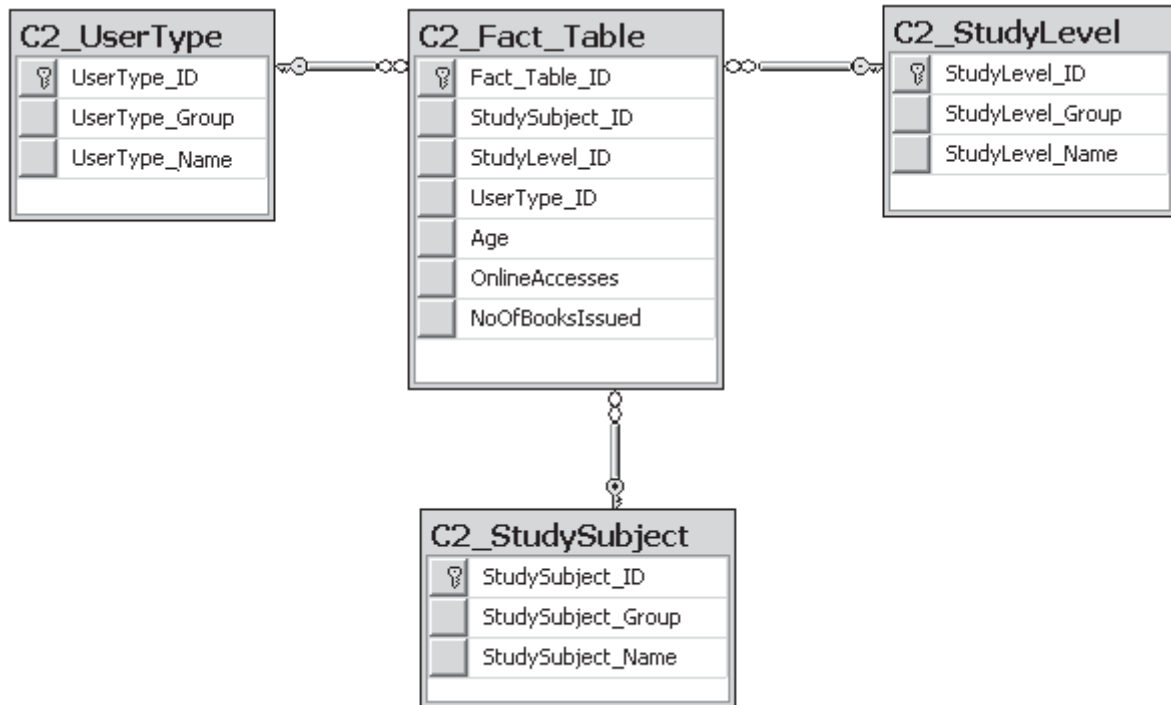 C2_UserType
UserType_ID
UserType_Group
UserType_Name
C2_Fact_Table
Fact_Table_ID
StudySubject_ID
StudyLevel_ID
UserType_ID
Age
OnlineAccesses
NoOfBooksIssued
C2_StudyLevel
StudyLevel_ID
StudyLevel_Group
StudyLevel_Name
C2_StudySubject
StudySubject_ID
StudySubject_Group
StudySubject_Name